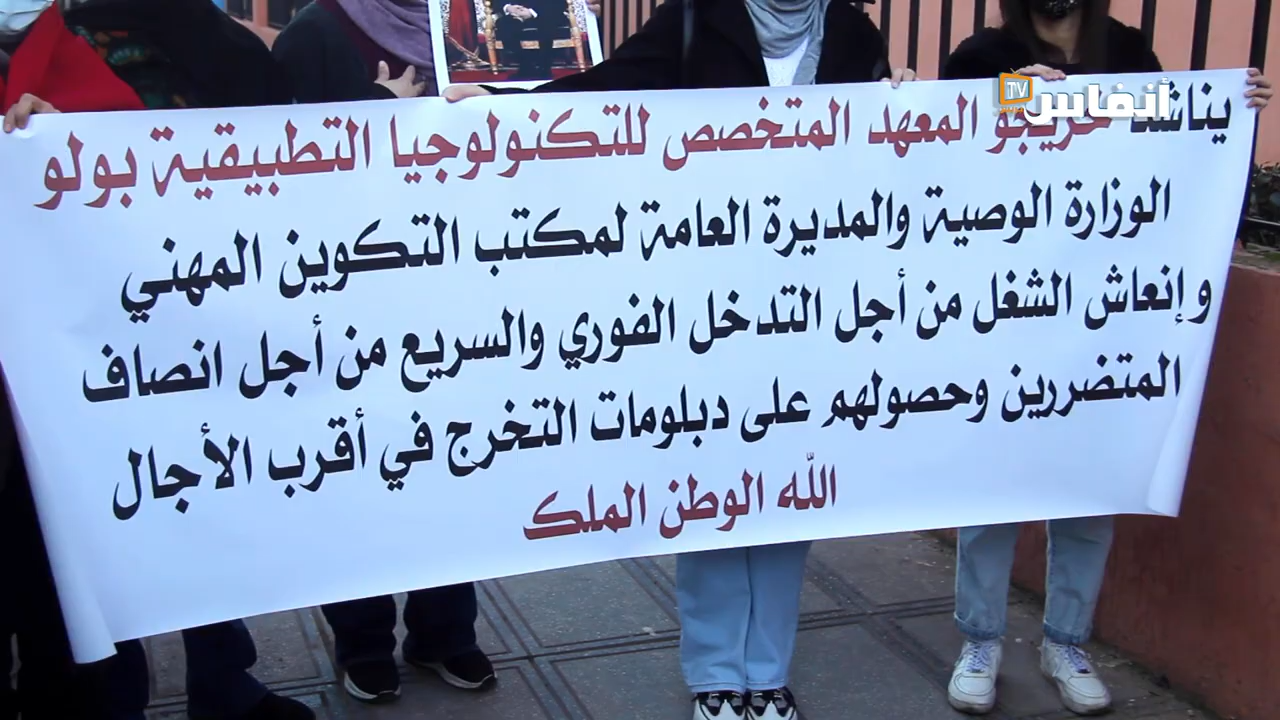 أنفاس TV
يناشد خريجو المعهد المتخصص للتكنولوجيا التطبيقية بولو
الوزارة الوصية والمديرة العامة لمكتب التكوين المهني
وإنعاش الشغل من أجل التدخل الفوري والسريع من أجل انصاف
المتضررين وحصولهم على دبلومات التخرج في أقرب الأجال
الله الوطن الملك